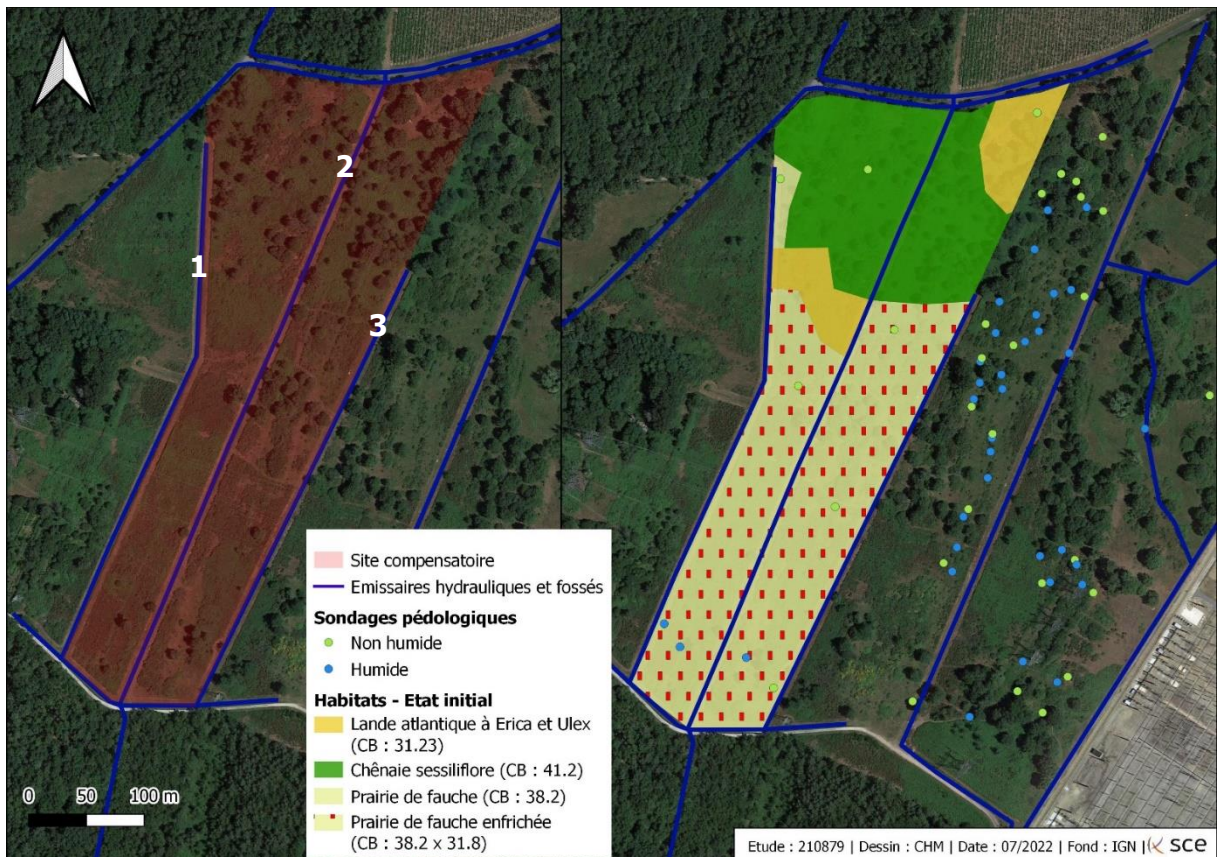 2
1
3
Site compensatoire
Emissaires hydrauliques et fossés
Sondages pédologiques
Non humide
Humide
Habitats - Etat initial
Lande atlantique à Erica et Ulex
(CB : 31.23)
Chênaie sessiliflore (CB : 41.2)
Prairie de fauche (CB : 38.2)
Prairie de fauche enfrichée
(CB : 38.2 x 31.8)
0 50 100 m
Etude : 210879 | Dessin : CHM | Date : 07/2022 | Fond : IGN | sce